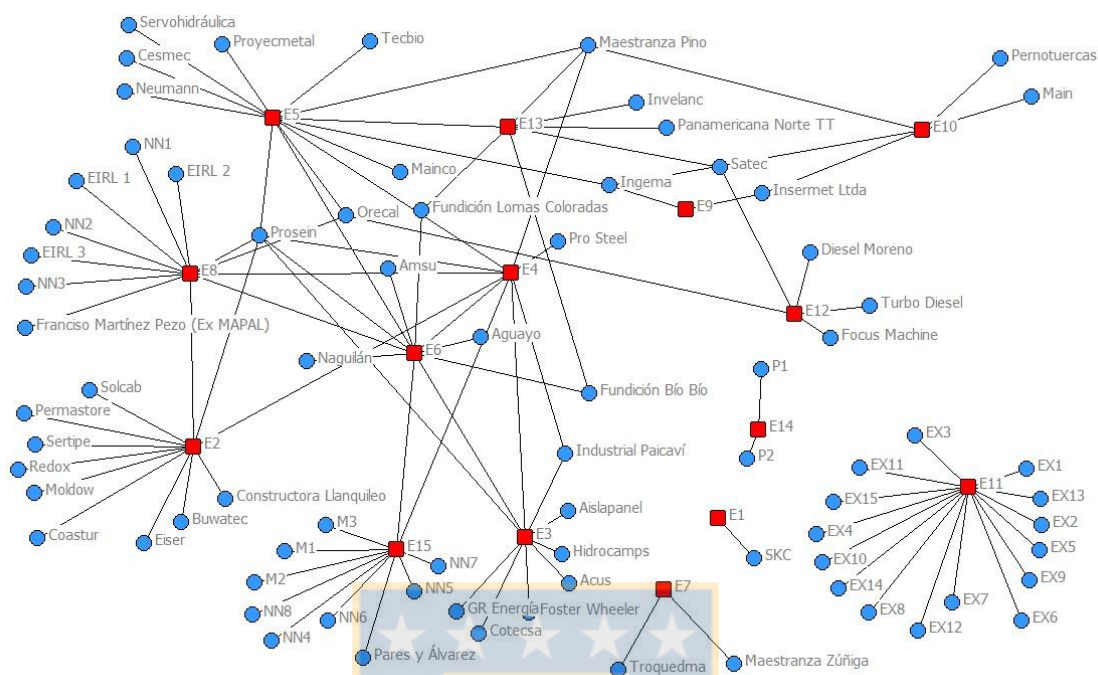 Servohidráulica
Proyecmetal
Tecbio
Maestranza Pino
Cesmec
Pernotuercas
Neumann
Main
E5
Invelanc
E13
E10
Panamericana Norte TT
NN1
Mainco
Satec
EIRL 1
EIRL 2
Ingema
Insermet Ltda
E9
Orecal
Fundición Lomas Coloradas
NN2
Prosein
Pro Steel
Diesel Moreno
EIRL 3
Amsu
E8
E4
NN3
Turbo Diesel
E12
Franciso Martínez Pezo (Ex MAPAL)
Aguayo
Focus Machine
Naguilán
E6
P1
Solcab
Fundición Bío Bío
Permastore
E14
EX3
Sertipe
E2
Industrial Paicaví
P2
Redox
EX11
EX1
Moldow
E11
Constructora Llanquileo
EX15
EX13
Aislapanel
Buwatec
M3
E1
EX2
Coastur
Eiser
EX4
E3
M1
E15
Hidrocamps
SKC
EX10
EX5
NN7
M2
Acus
E7
EX14
EX9
NN5
NN8
GR Energía
Foster Wheeler
EX8
EX7
NN6
EX6
NN4
Cotecsa
EX12
Pares y Álvarez
Troquedma
Maestranza Zúñiga